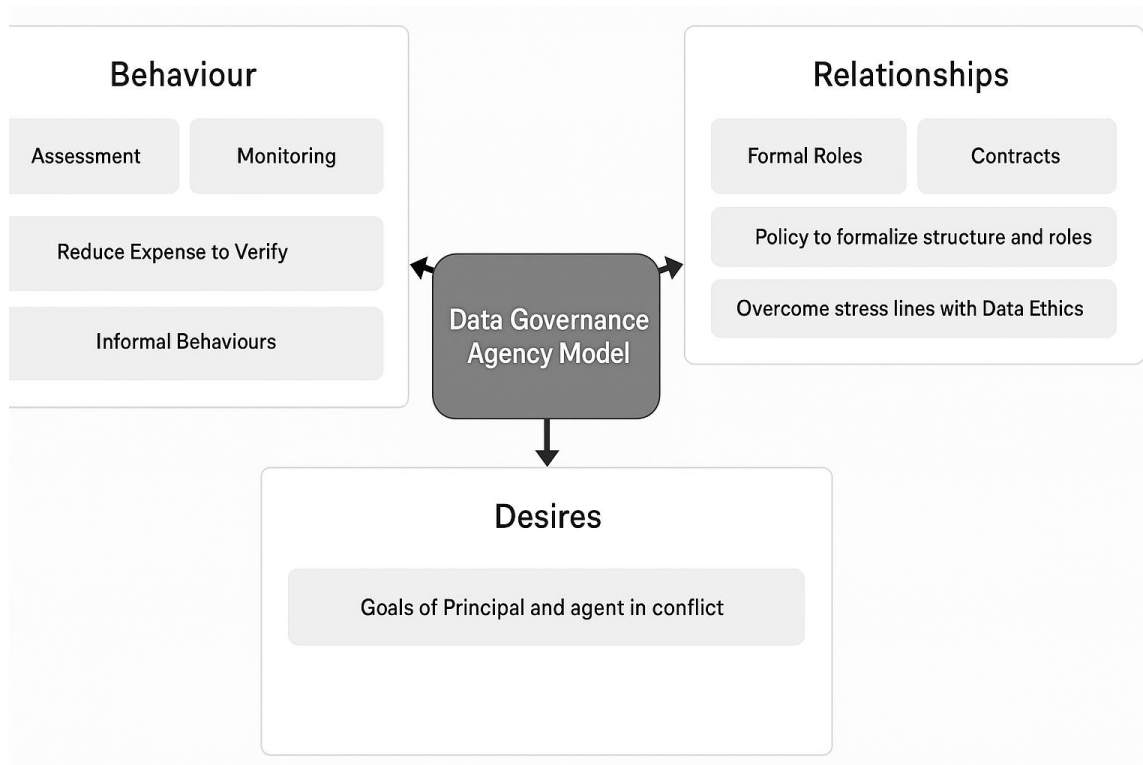 Behaviour
Assessment
Monitoring
Reduce Expense to Verify
Informal Behaviours
Relationships
Formal Roles
Contracts
Policy to formalize structure and roles
Overcome stress lines with Data Ethics
Data Governance
Agency Model
Desires
Goals of Principal and agent in conflict